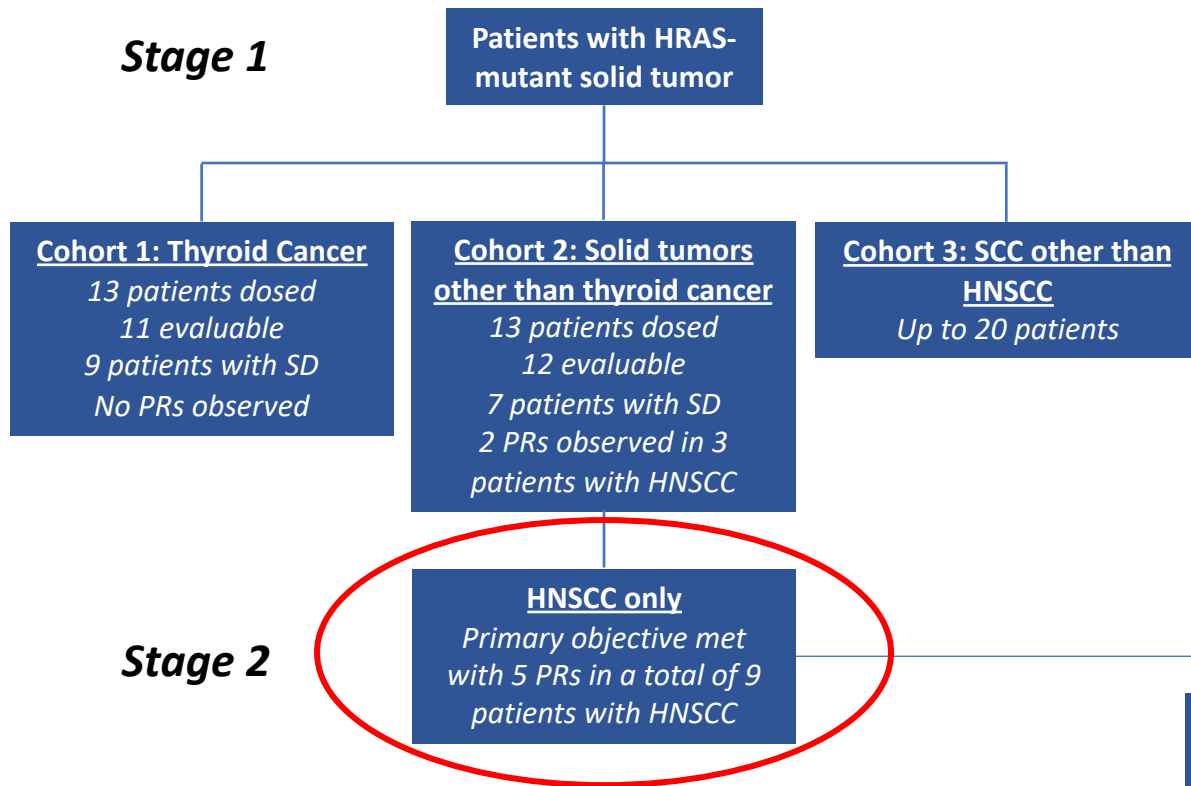 Stage 1
Patients with HRAS-
mutant solid tumor
Cohort 1: Thyroid Cancer
13 patients dosed
11 evaluable
9 patients with SD
No PRs observed
Cohort 2: Solid tumors
other than thyroid cancer
13 patients dosed
12 evaluable
7 patients with SD
2 PRs observed in 3
patients with HNSCC
Cohort 3: SCC other than
HNSCC
Up to 20 patients
Stage 2
HNSCC only
Primary objective met
with 5 PRs in a total of 9
patients with HNSCC